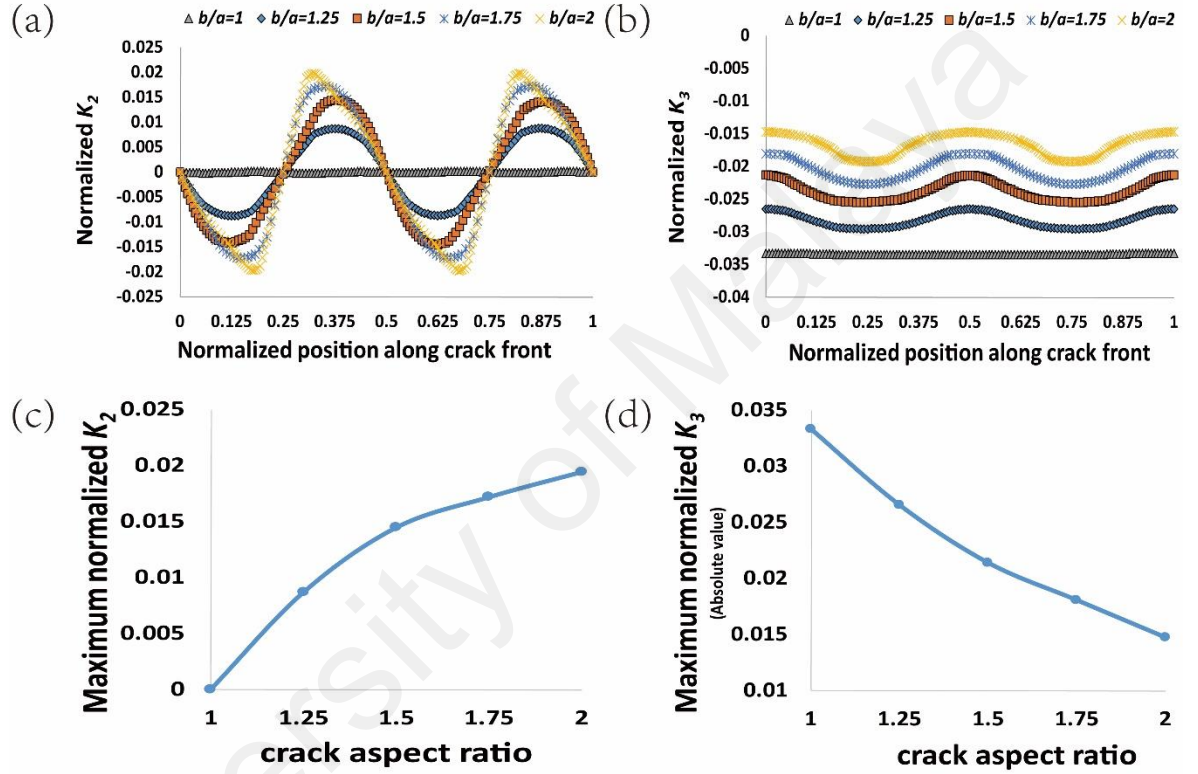 (a)
b/a=1 b/a=1.25 b/a=1.5 b/a=1.75 b/a=2
Normalized K2
0.025
0.02
0.015
0.01
0.005
0
-0.005
-0.01
-0.015
-0.02
-0.025
0 0.125 0.25 0.375 0.5 0.625 0.75 0.875 1
Normalized position along crack front
(b)
b/a=1 b/a=1.25 b/a=1.5 b/a=1.75 b/a=2
Normalized K3
0
-0.005
-0.01
-0.015
-0.02
-0.025
-0.03
-0.035
-0.04
0 0.125 0.25 0.375 0.5 0.625 0.75 0.875 1
Normalized position along crack front
(c)
Maximum normalized K2
0.025
0.02
0.015
0.01
0.005
0
1 1.25 1.5 1.75 2
crack aspect ratio
(d)
Maximum normalized K3
(Absolute value)
0.035
0.03
0.025
0.02
0.015
0.01
1 1.25 1.5 1.75 2
crack aspect ratio
ersity of Malaya